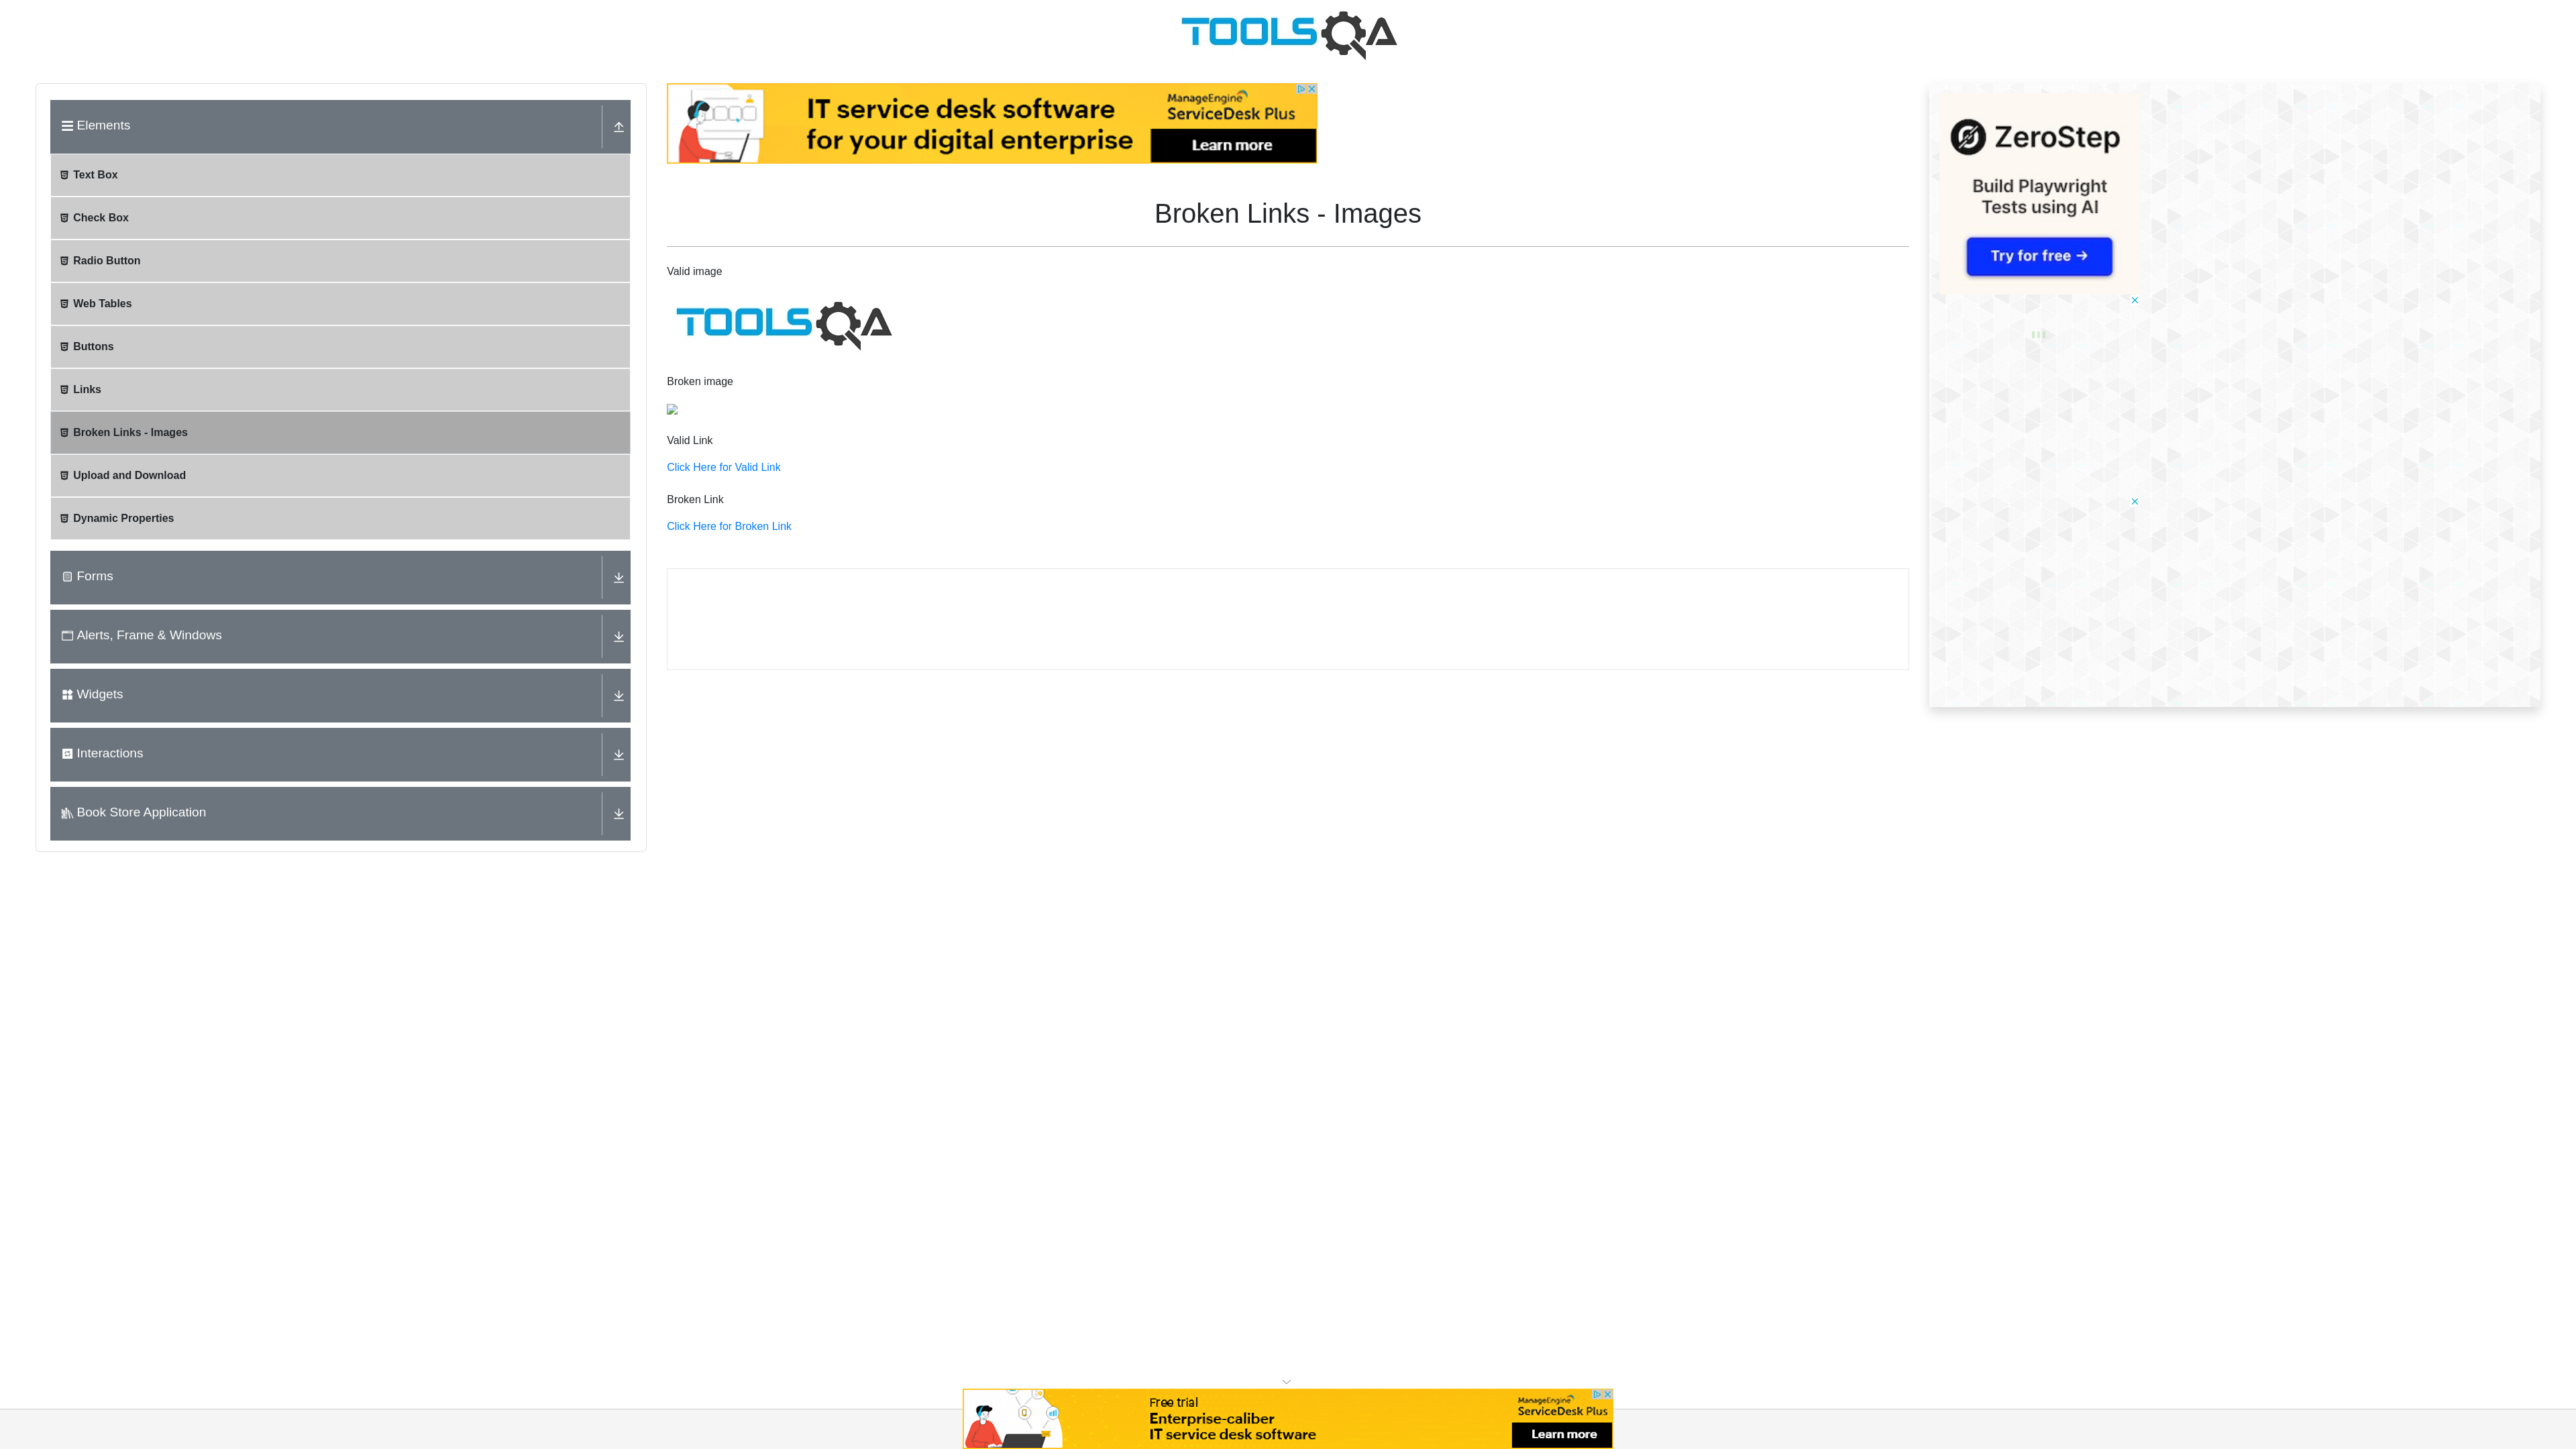 TOOLSQA
Elements
Text Box
Check Box
Radio Button
Web Tables
Buttons
Links
Broken Links - Images
Upload and Download
Dynamic Properties
Forms
Alerts, Frame & Windows
Widgets
Interactions
Book Store Application
IT service desk software
for your digital enterprise
ManageEngine
ServiceDesk Plus
Learn more
Broken Links - Images
Valid image
TOOLSQA
Broken image
Valid Link
Click Here for Valid Link
Broken Link
Click Here for Broken Link
ZeroStep
Build Playwright
Tests using AI
Try for free →
Free trial
Enterprise-caliber
IT service desk software
ManageEngine
ServiceDesk Plus
Learn more